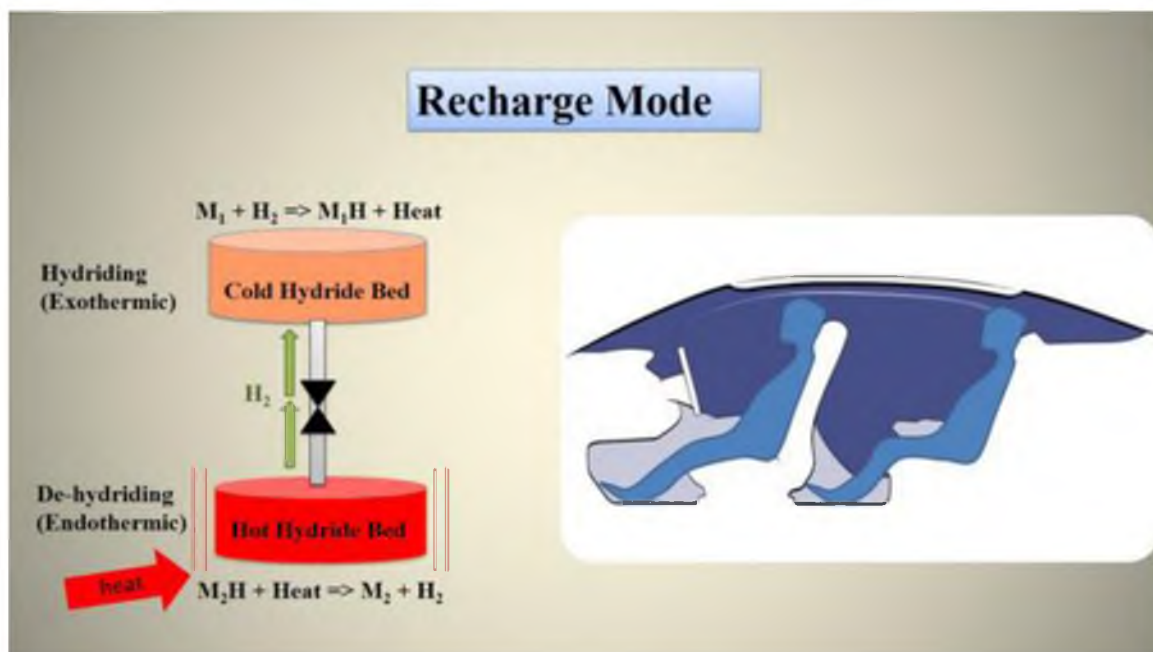 Recharge Mode
M₁ + H₂ => M₁H + Heat
Hydriding
(Exothermic)
Cold Hydride Bed
H₂
De-hydriding
(Endothermic)
Hot Hydride Bed
heat
M₂H + Heat => M₂ + H₂